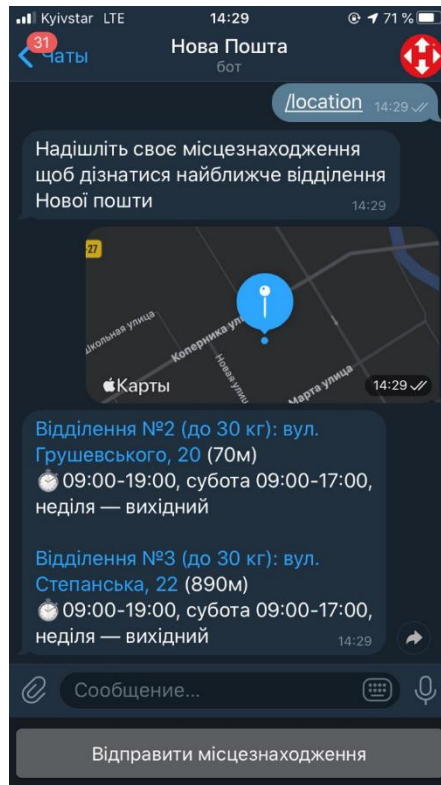 Kyivstar LTE 14:29 71 %
31
Чаты
Нова Пошта
бот
/location 14:29
Надішліть своє місцезнаходження
щоб дізнатися найближче відділення
Нової пошти 14:29
27
Школьная улица
Коперника ул
Новая улиц
Марта улица
Карты 14:29
Відділення №2 (до 30 кг): вул.
Грушевського, 20 (70м)
09:00-19:00, субота 09:00-17:00,
неділя — вихідний
Відділення №3 (до 30 кг): вул.
Степанська, 22 (890м)
09:00-19:00, субота 09:00-17:00,
неділя — вихідний 14:29
Сообщение...
Відправити місцезнаходження